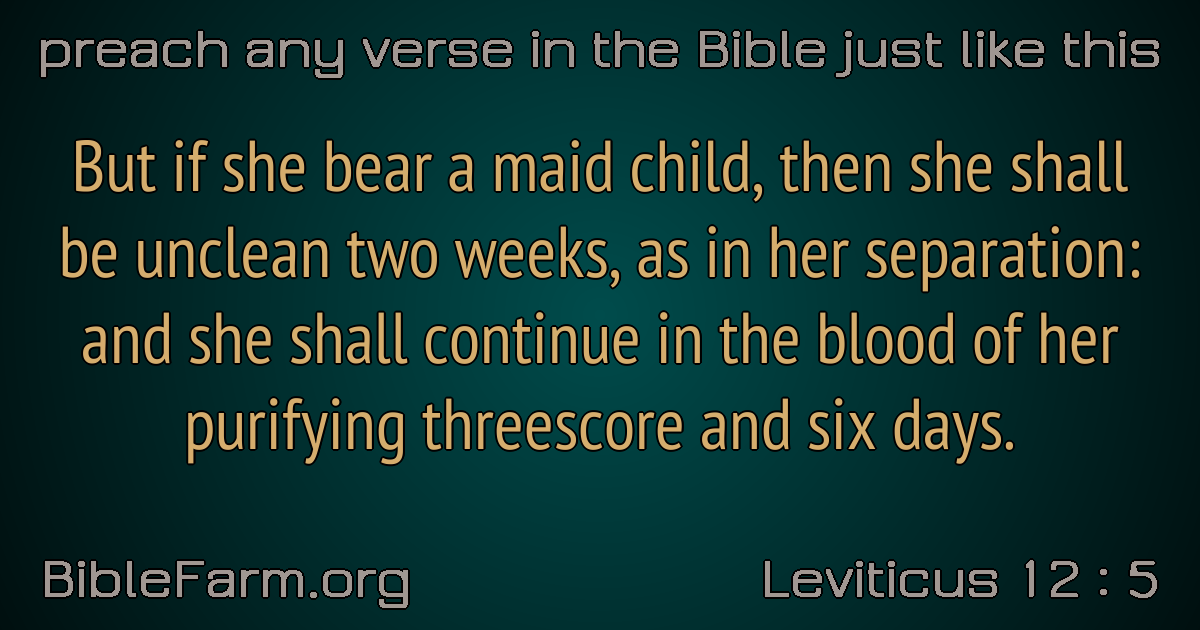 preach any verse in the Bible just like this
But if she bear a maid child, then she shall
be unclean two weeks, as in her separation:
and she shall continue in the blood of her
purifying threescore and six days.
BibleFarm.org
Leviticus 12 : 5